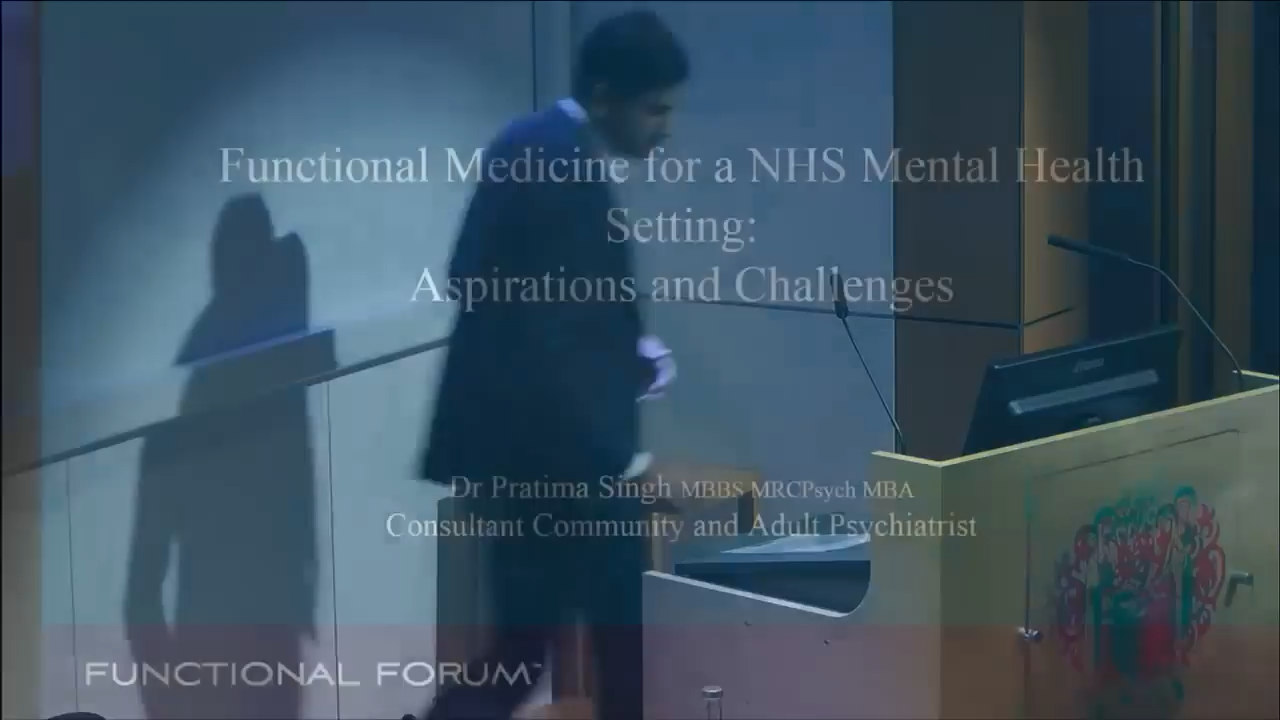 Functional Medicine for a NHS Mental Health
Setting:
Aspirations and Challenges
Dr Pratima Singh MBBS MRCPsych MBA
Consultant Community and Adult Psychiatrist
FUNCTIONAL FORUM™